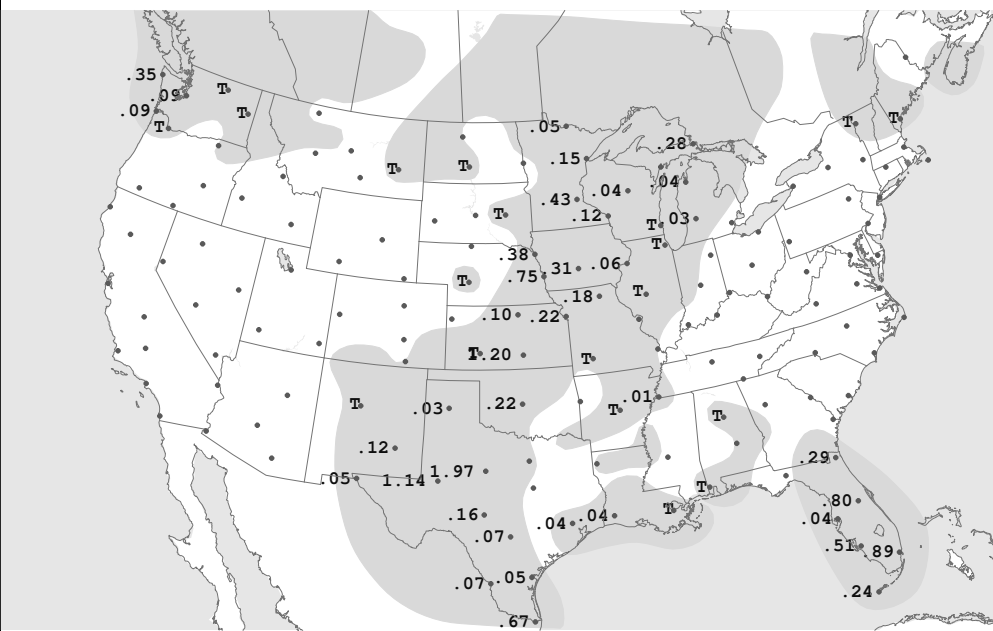 .35
.09
T
.09
T
T
T
.05
.28
T
T
.15
T
T
.04
.04
.43
T
.12
T
.03
T
.38
.31
.06
.75
T
.18
T
.10
.22
T
.20
T
T
.03
.22
T
.01
T
.12
.29
1.97
.05
1.14
T
.80
.16
.04
.04
T
.04
.07
.51
.89
.07
.05
.24
.67